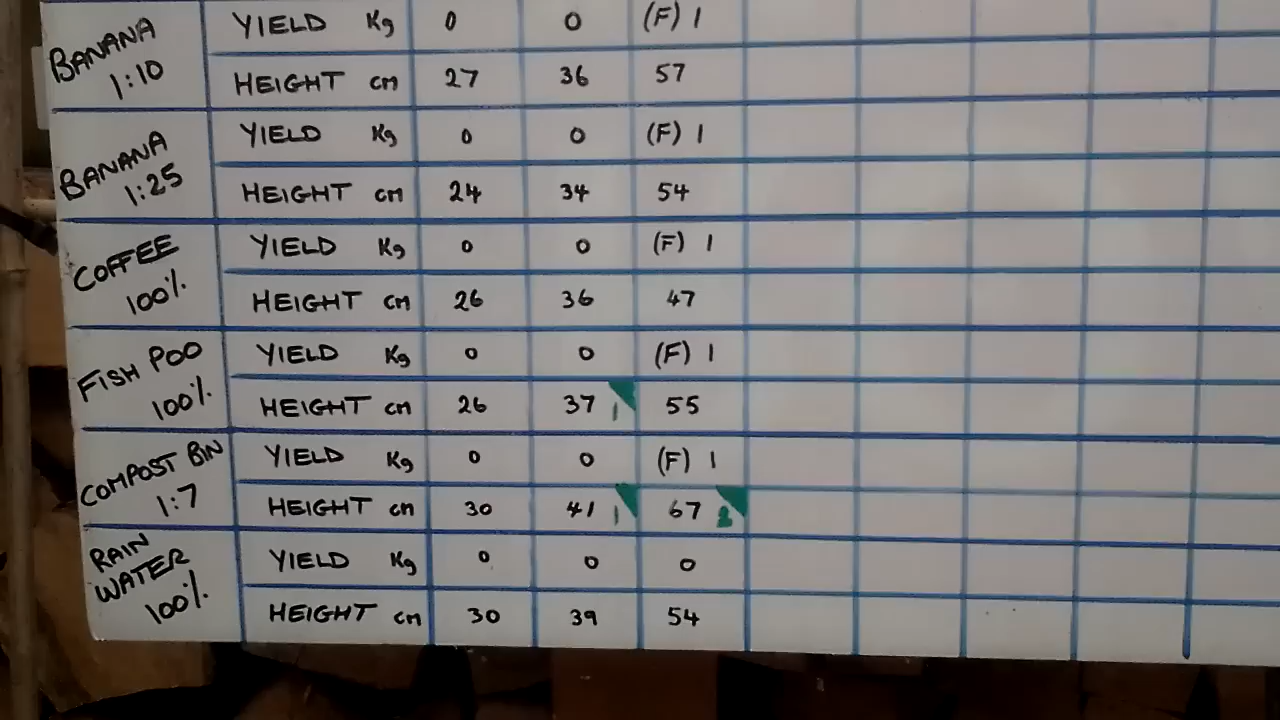 BANANA 1:10 YIELD Kg 0 0 (F) 1
HEIGHT cm 27 36 57
BANANA 1:25 YIELD Kg 0 0 (F) 1
HEIGHT cm 24 34 54
COFFEE 100% YIELD Kg 0 0 (F) 1
HEIGHT cm 26 36 47
FISH POO 100% YIELD Kg 0 0 (F) 1
HEIGHT cm 26 37 1 55
COMPOST BIN 1:7 YIELD Kg 0 0 (F) 1
HEIGHT cm 30 41 1 67 2
RAIN WATER 100% YIELD Kg 0 0 0
HEIGHT cm 30 39 54